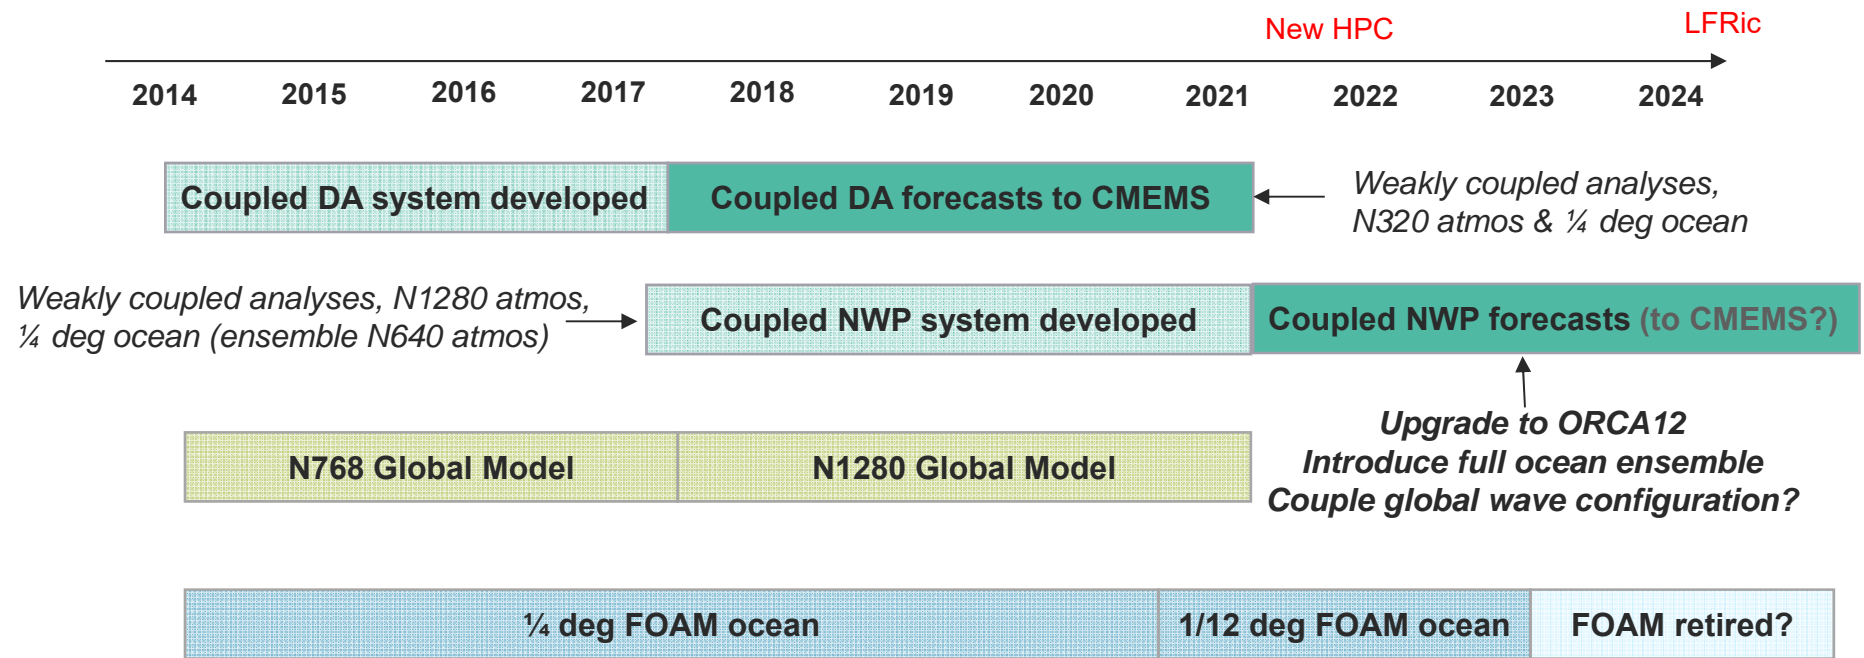 New HPC
LFRic
2014 2015 2016 2017 2018 2019 2020 2021 2022 2023 2024
Coupled DA system developed
Coupled DA forecasts to CMEMS
Weakly coupled analyses,
N320 atmos & ¼ deg ocean
Weakly coupled analyses, N1280 atmos,
¼ deg ocean (ensemble N640 atmos)
Coupled NWP system developed
Coupled NWP forecasts (to CMEMS?)
Upgrade to ORCA12
Introduce full ocean ensemble
Couple global wave configuration?
N768 Global Model
N1280 Global Model
¼ deg FOAM ocean
1/12 deg FOAM ocean
FOAM retired?